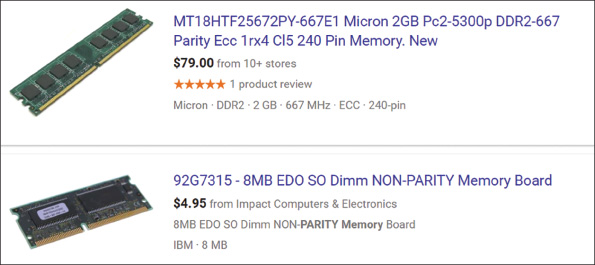 MT18HTF25672PY-667E1 Micron 2GB Pc2-5300p DDR2-667
Parity Ecc 1rx4 Cl5 240 Pin Memory. New
$79.00 from 10+ stores
★★★★★ 1 product review
Micron · DDR2 · 2 GB · 667 MHz · ECC · 240-pin
92G7315 - 8MB EDO SO Dimm NON-PARITY Memory Board
$4.95 from Impact Computers & Electronics
8MB EDO SO Dimm NON-PARITY Memory Board
IBM · 8 MB